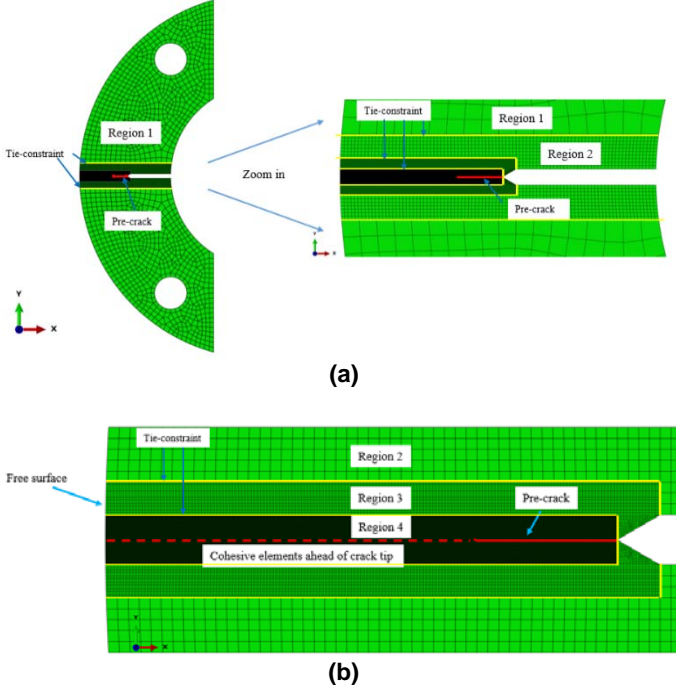 Tie-constraint
Region 1
Pre-crack
Y
X
Zoom in
Tie-constraint
Region 1
Region 2
Pre-crack
Y
X
(a)
Tie-constraint
Region 2
Free surface
Region 3
Pre-crack
Region 4
Cohesive elements ahead of crack tip
Y
X
(b)